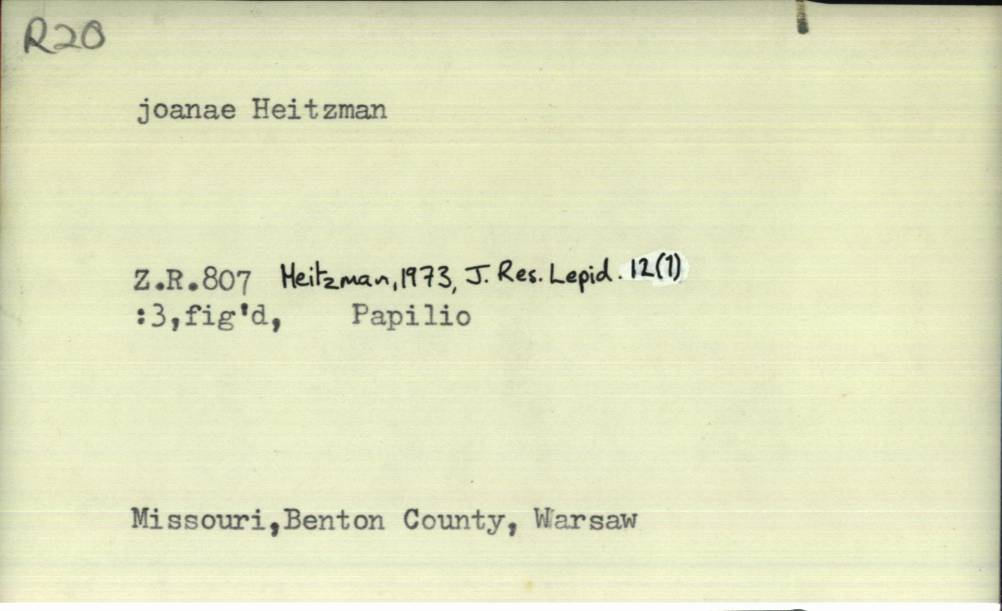 R20
joanae Heitzman
Z.R.807 Heitzman,1973, J. Res. Lepid. 12(1)
:3,fig'd, Papilio
Missouri,Benton County, Warsaw